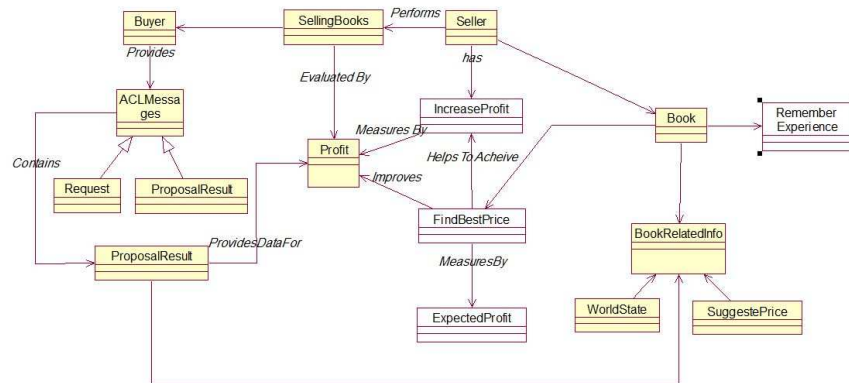 Buyer
SellingBooks
Performs
Seller
Provides
Evaluated By
has
ACLMessa
ges
IncreaseProfit
Book
Remember
Experience
Contains
Measures By
Profit
Helps To Acheive
Request
ProposalResult
Improves
FindBestPrice
BookRelatedInfo
ProposalResult
ProvidesDataFor
MeasuresBy
WorldState
SuggestePrice
ExpectedProfit